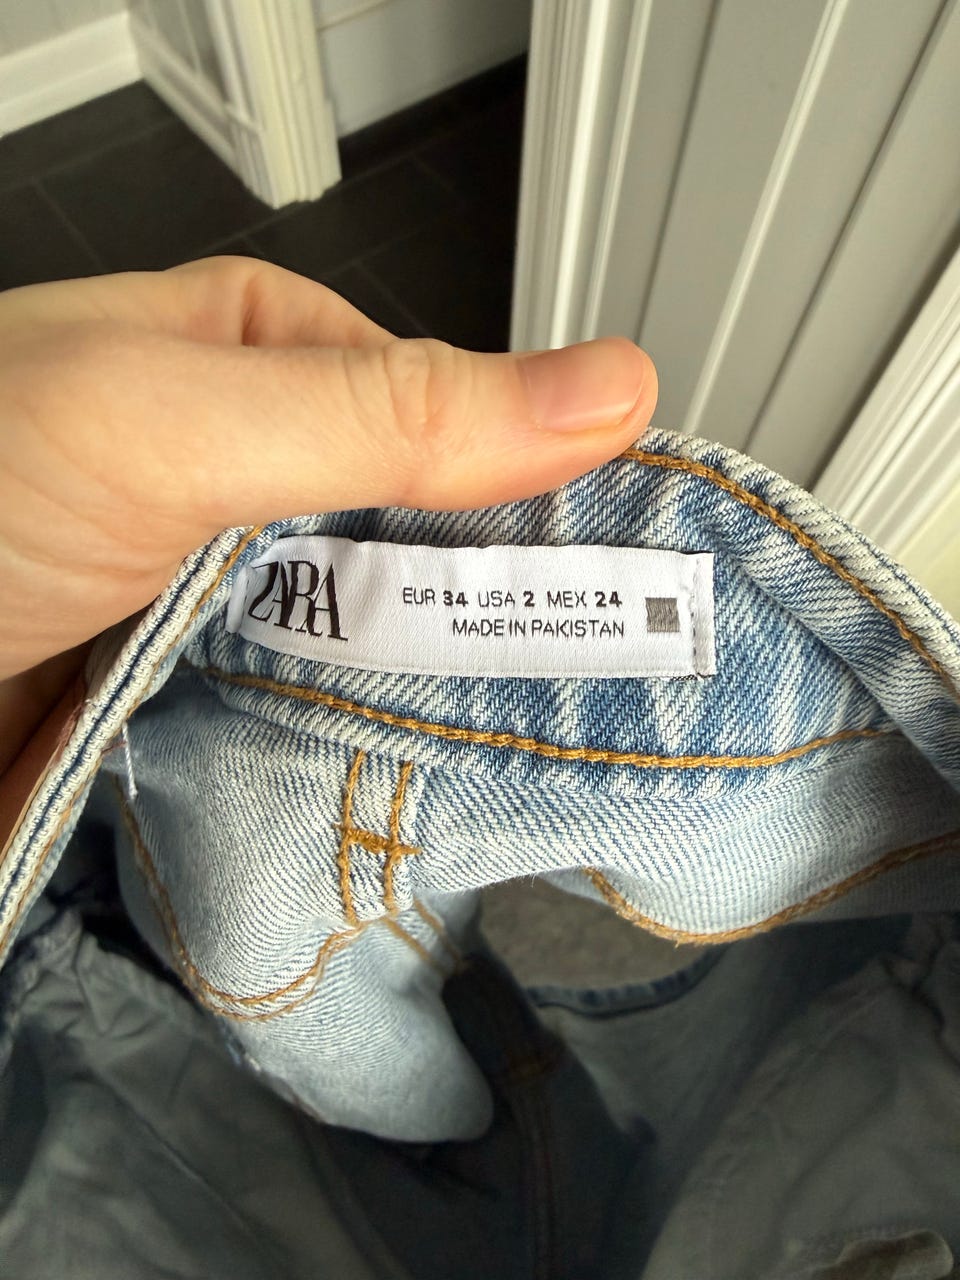 ZARA
EUR 34 USA 2 MEX 24
MADE IN PAKISTAN